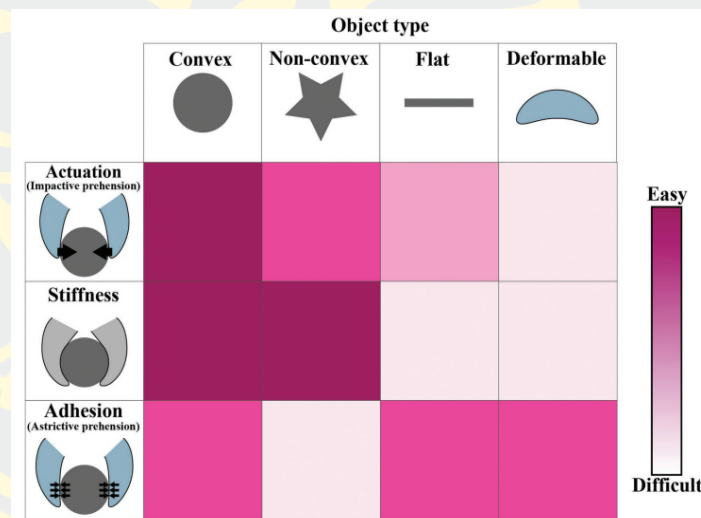 Object type
Convex
Non-convex
Flat
Deformable
Actuation
(Impactive prehension)
Stiffness
Adhesion
(Astrictive prehension)
Easy
Difficult